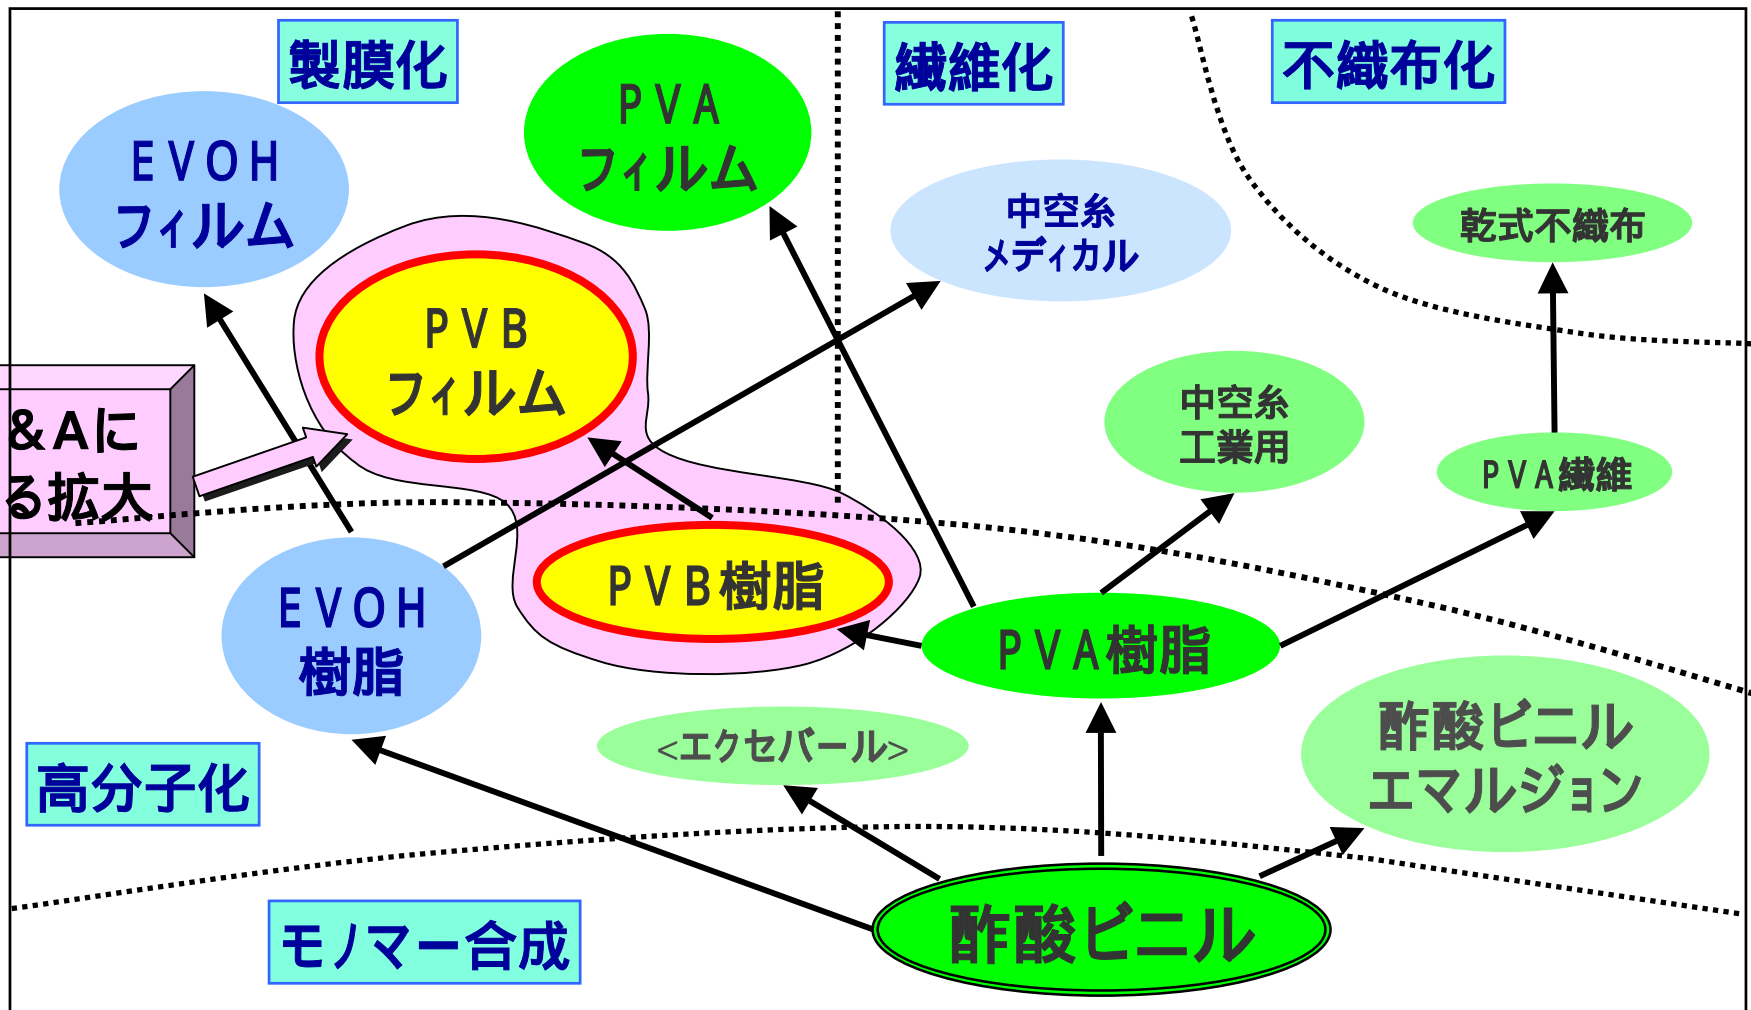 製膜化
繊維化
不織布化
ＰＶＡ
フィルム
ＥＶＯＨ
フィルム
中空糸
メディカル
乾式不織布
ＰＶＢ
フィルム
&Aに
る拡大
中空糸
工業用
ＰＶＡ繊維
ＰＶＢ樹脂
ＥＶＯＨ
樹脂
ＰＶＡ樹脂
<エクセバール>
酢酸ビニル
エマルジョン
高分子化
モノマー合成
酢酸ビニル